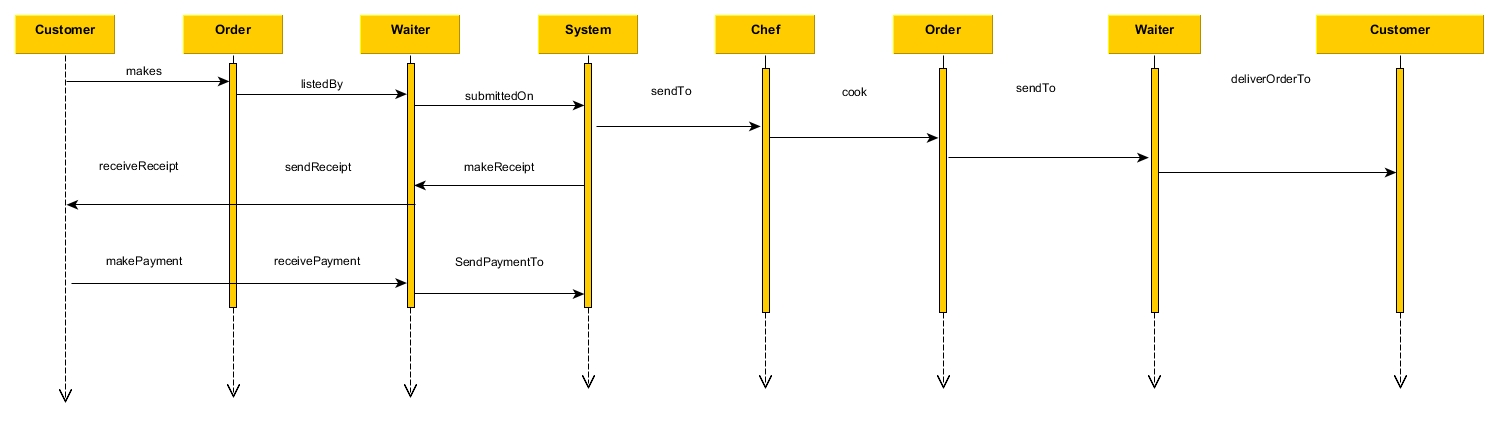 Customer
Order
Waiter
System
Chef
Order
Waiter
Customer
makes
listedBy
submittedOn
sendTo
cook
sendTo
deliverOrderTo
receiveReceipt
sendReceipt
makeReceipt
makePayment
receivePayment
SendPaymentTo